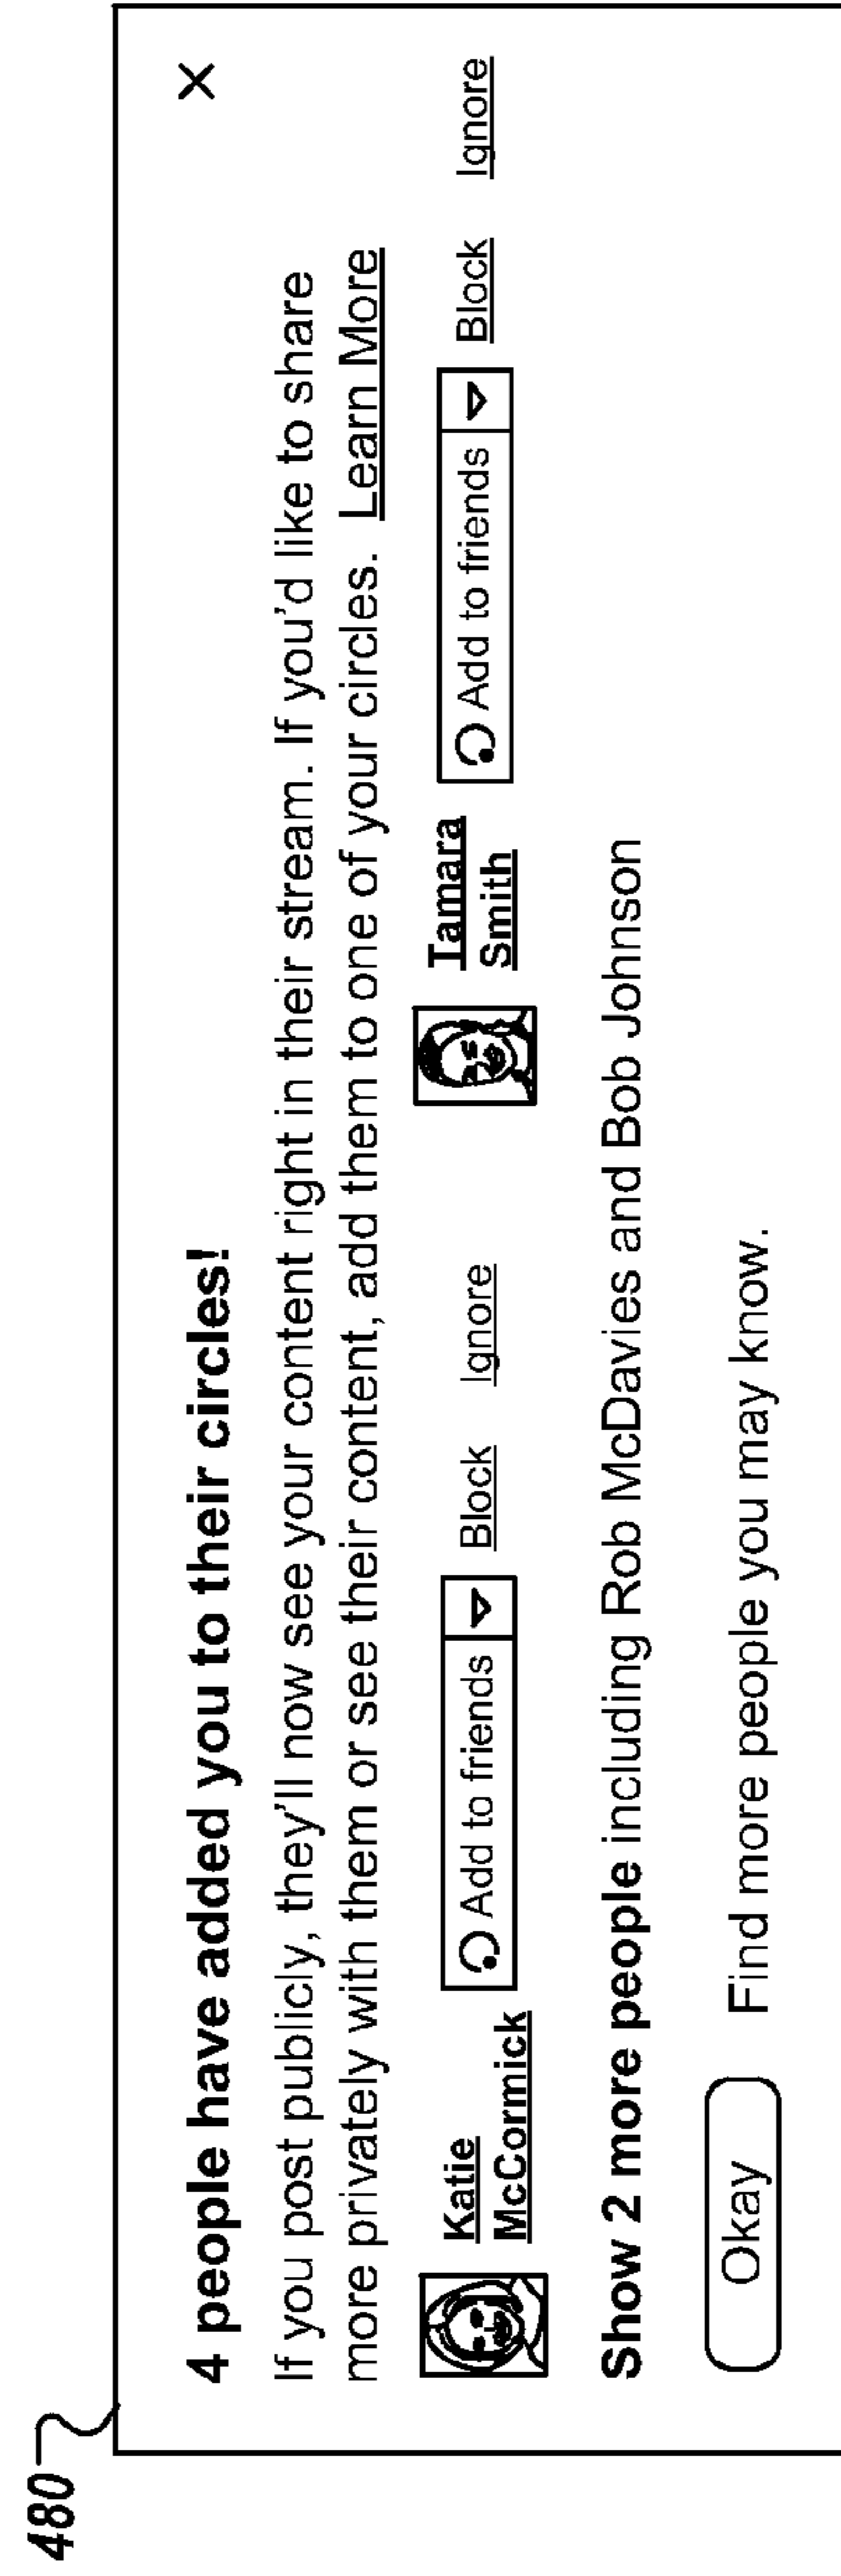 480
4 people have added you to their circles!
X
If you post publicly, they'll now see your content right in their stream. If you'd like to share
more privately with them or see their content, add them to one of your circles. Learn More
Katie
McCormick
Add to friends
Block
Ignore
Tamara
Smith
Add to friends
Block
Ignore
Show 2 more people including Rob McDavies and Bob Johnson
Okay
Find more people you may know.